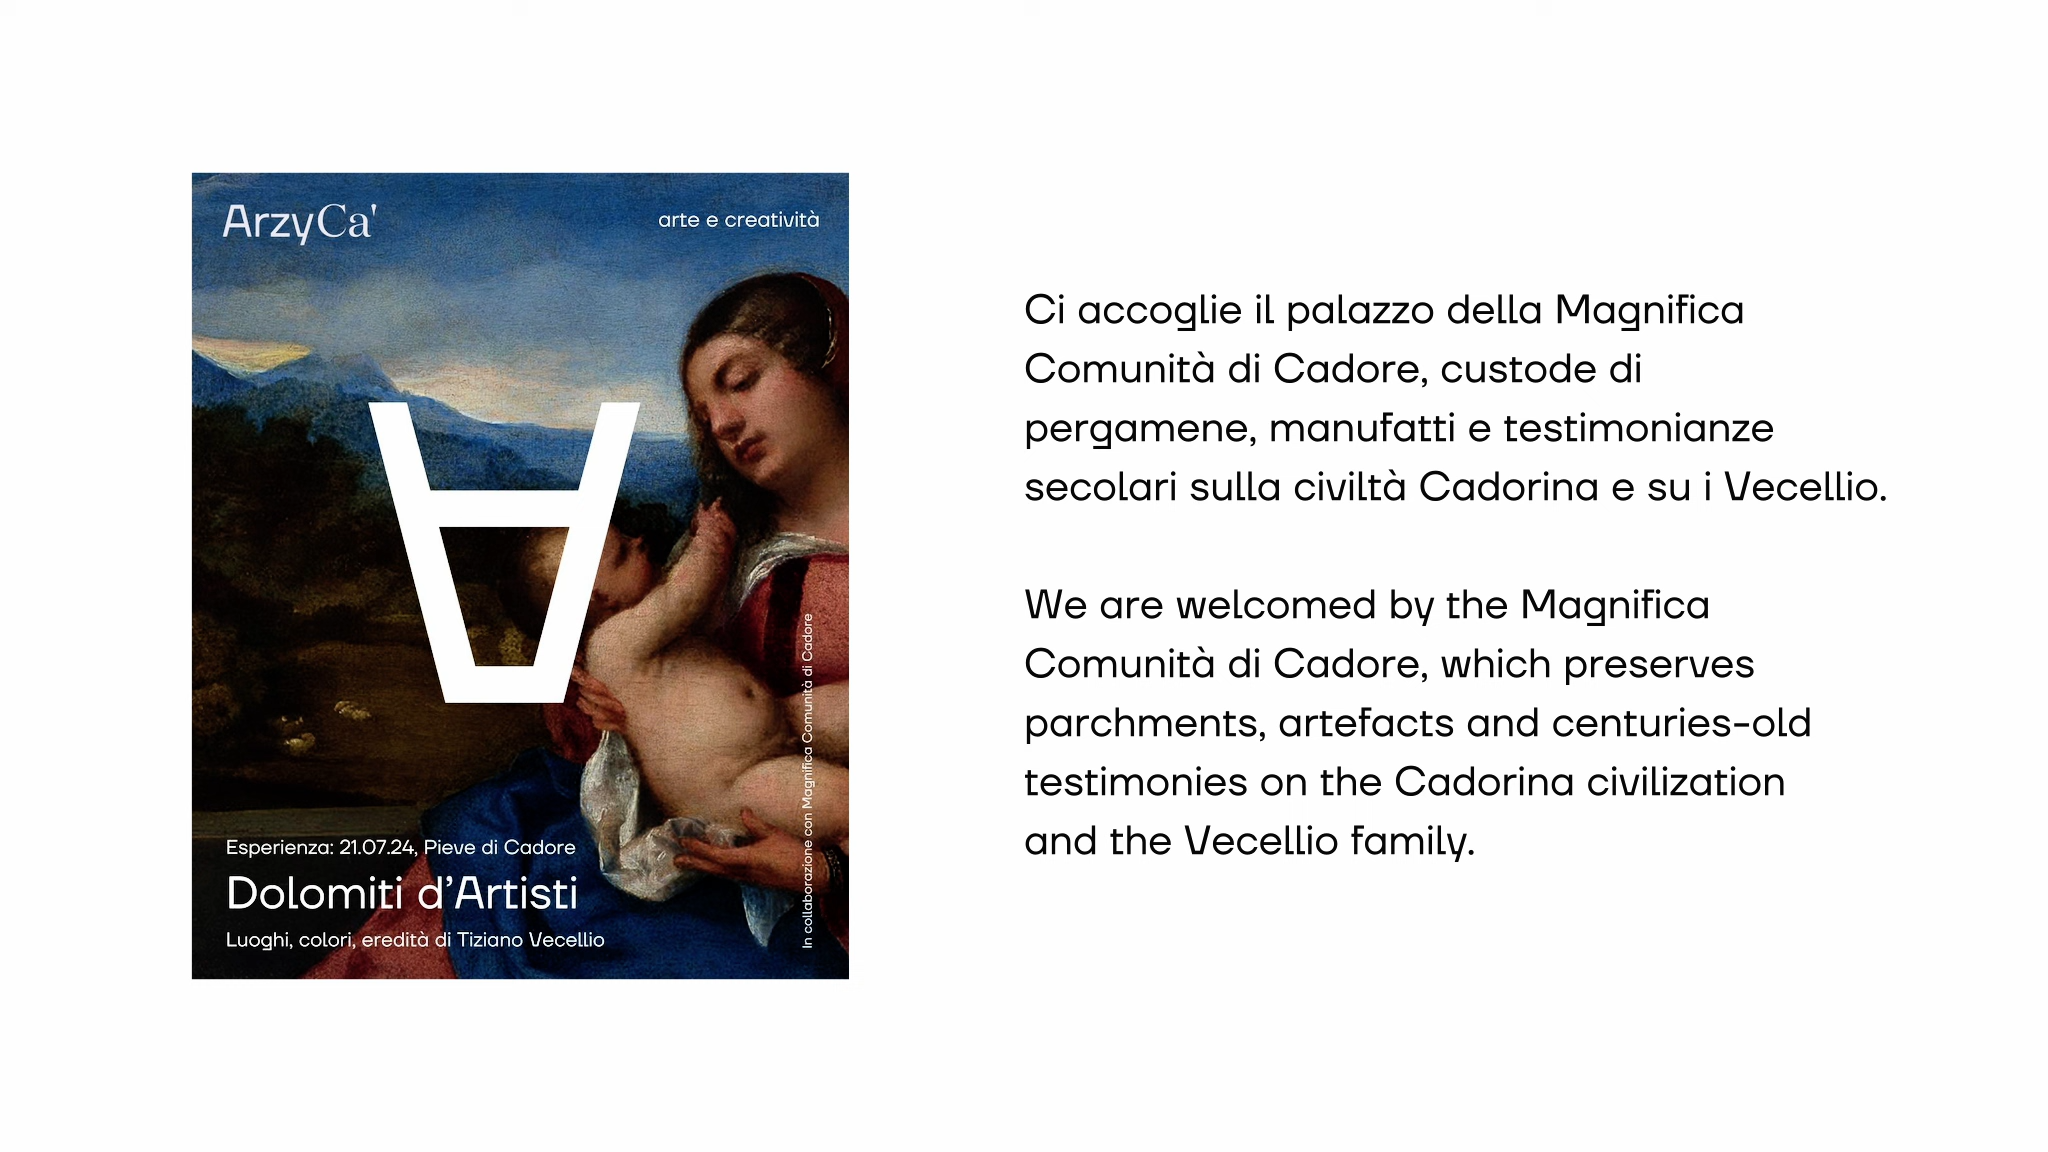 ArzyCa'
arte e creatività
∀
In collaborazione con Magnifica Comunità di Cadore
Esperienza: 21.07.24, Pieve di Cadore
Dolomiti d’Artisti
Luoghi, colori, eredità di Tiziano Vecellio
Ci accoglie il palazzo della Magnifica
Comunità di Cadore, custode di
pergamene, manufatti e testimonianze
secolari sulla civiltà Cadorina e su i Vecellio.
We are welcomed by the Magnifica
Comunità di Cadore, which preserves
parchments, artefacts and centuries-old
testimonies on the Cadorina civilization
and the Vecellio family.